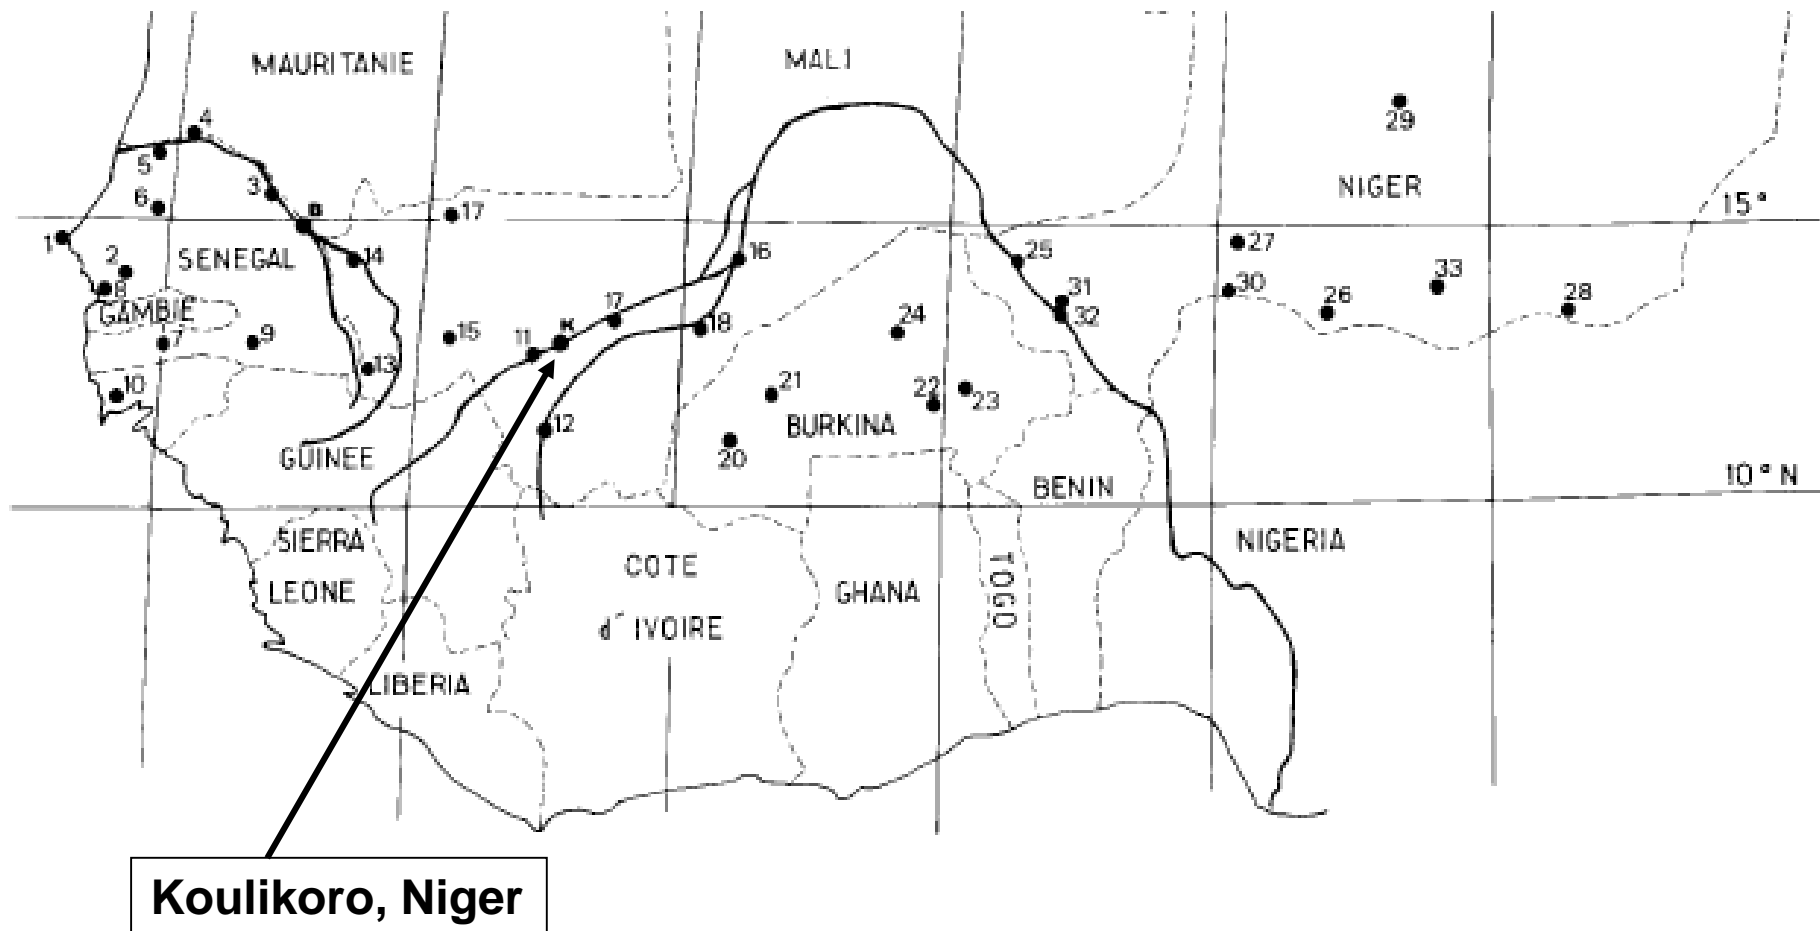 MAURITANIE
MALI
4
29
5
3
NIGER
6
B
17
15°
1
SENEGAL
14
16
25
27
2
8
31
30
33
GAMBIE
17
32
26
28
7
9
15
11
K
18
24
13
10
21
22
23
12
BURKINA
20
GUINEE
BENIN
10° N
SIERRA
LEONE
COTE
d' IVOIRE
GHANA
TOGO
NIGERIA
LIBERIA
Koulikoro, Niger